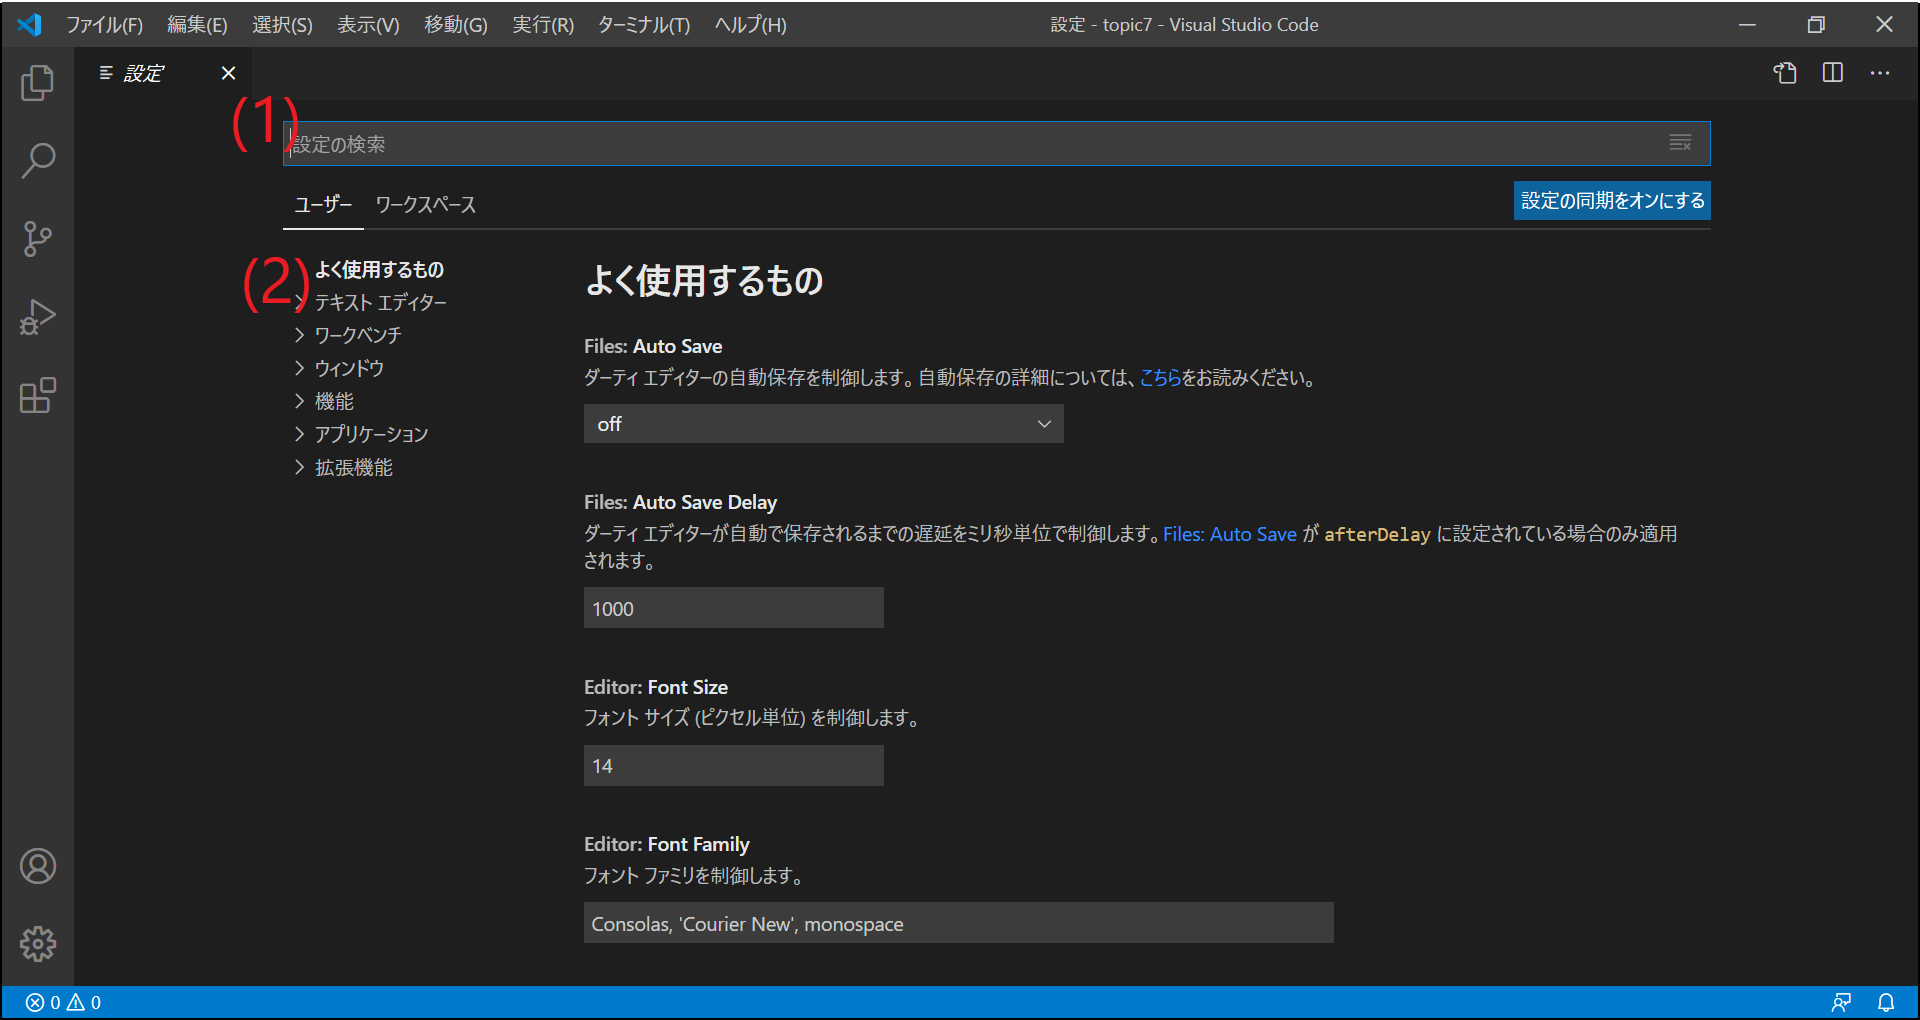 ファイル(F) 編集(E) 選択(S) 表示(V) 移動(G) 実行(R) ターミナル(T) ヘルプ(H) 設定 - topic7 - Visual Studio Code
設定
(1)
設定の検索
ユーザー ワークスペース 設定の同期をオンにする
(2)
よく使用するもの
テキスト エディター
ワークベンチ
ウィンドウ
機能
アプリケーション
拡張機能
よく使用するもの
Files: Auto Save
ダーティ エディターの自動保存を制御します。自動保存の詳細については、こちらをお読みください。
off
Files: Auto Save Delay
ダーティ エディターが自動で保存されるまでの遅延をミリ秒単位で制御します。Files: Auto Save が afterDelay に設定されている場合のみ適用
されます。
1000
Editor: Font Size
フォント サイズ (ピクセル単位) を制御します。
14
Editor: Font Family
フォント ファミリを制御します。
Consolas, 'Courier New', monospace
0 0